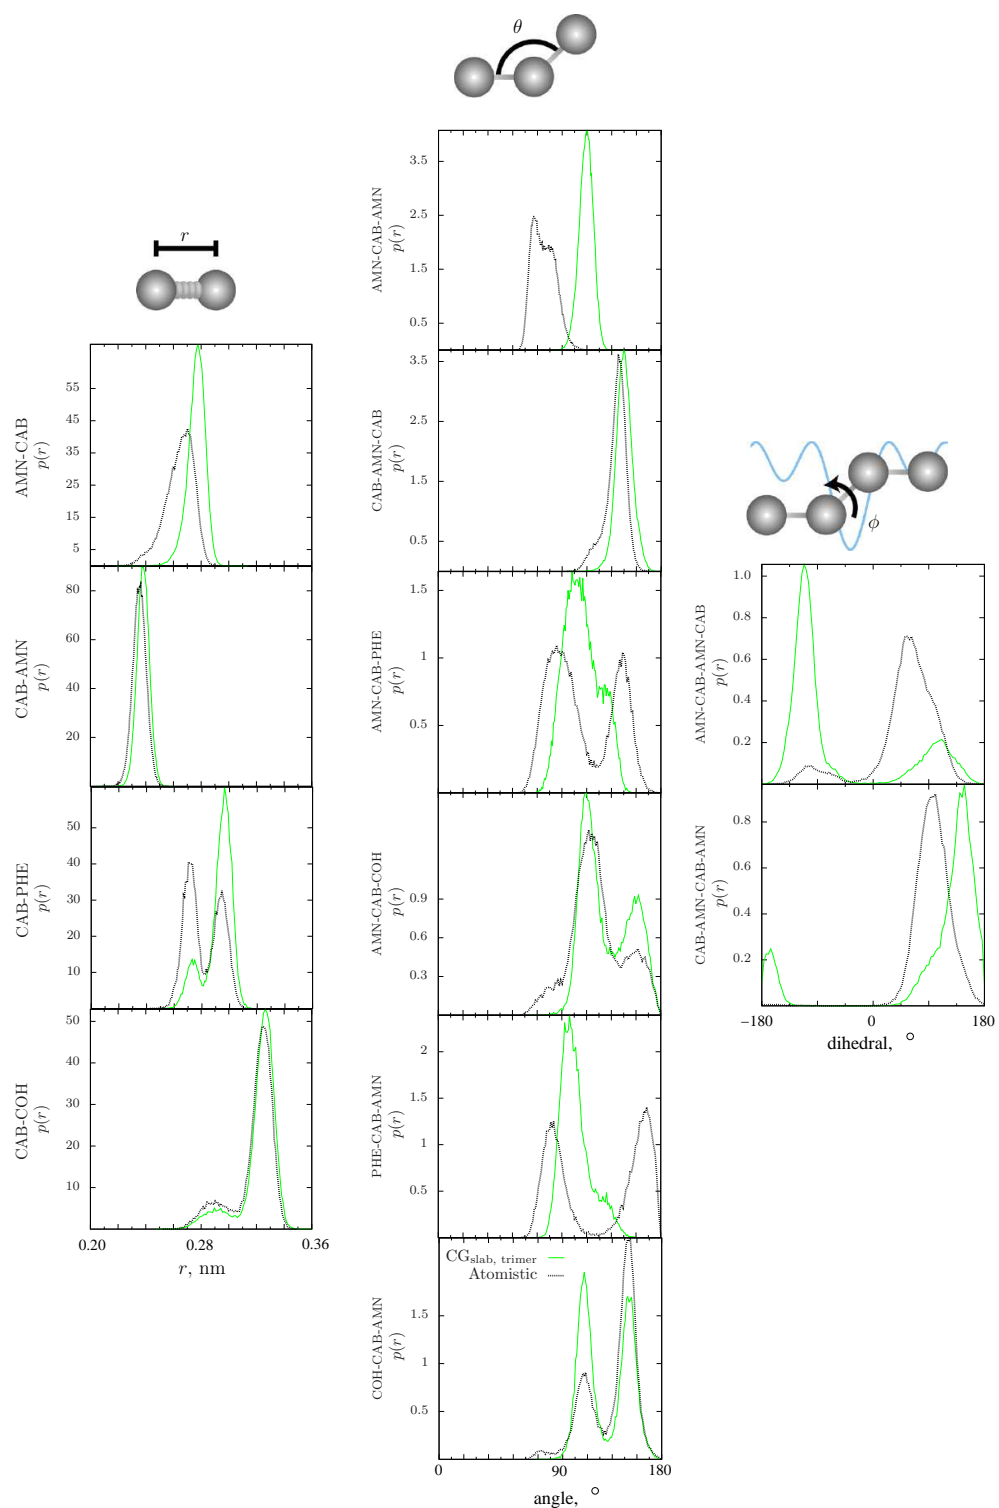 θ
r
ϕ
AMN-CAB
p(r)
55
45
35
25
15
5
CAB-AMN
p(r)
80
60
40
20
CAB-PHE
p(r)
50
40
30
20
10
CAB-COH
p(r)
50
40
30
20
10
0.20
0.28
0.36
r, nm
AMN-CAB-AMN
p(r)
3.5
2.5
1.5
0.5
CAB-AMN-CAB
p(r)
3.5
2.5
1.5
0.5
AMN-CAB-PHE
p(r)
1.5
1
0.5
AMN-CAB-COH
p(r)
0.9
0.6
0.3
PHE-CAB-AMN
p(r)
2
1.5
1
0.5
COH-CAB-AMN
p(r)
CG_slab, trimer
Atomistic
1.5
1
0.5
0
90
180
angle, °
AMN-CAB-AMN-CAB
p(r)
1.0
0.8
0.6
0.4
0.2
CAB-AMN-CAB-AMN
p(r)
0.8
0.6
0.4
0.2
−180
0
180
dihedral, °